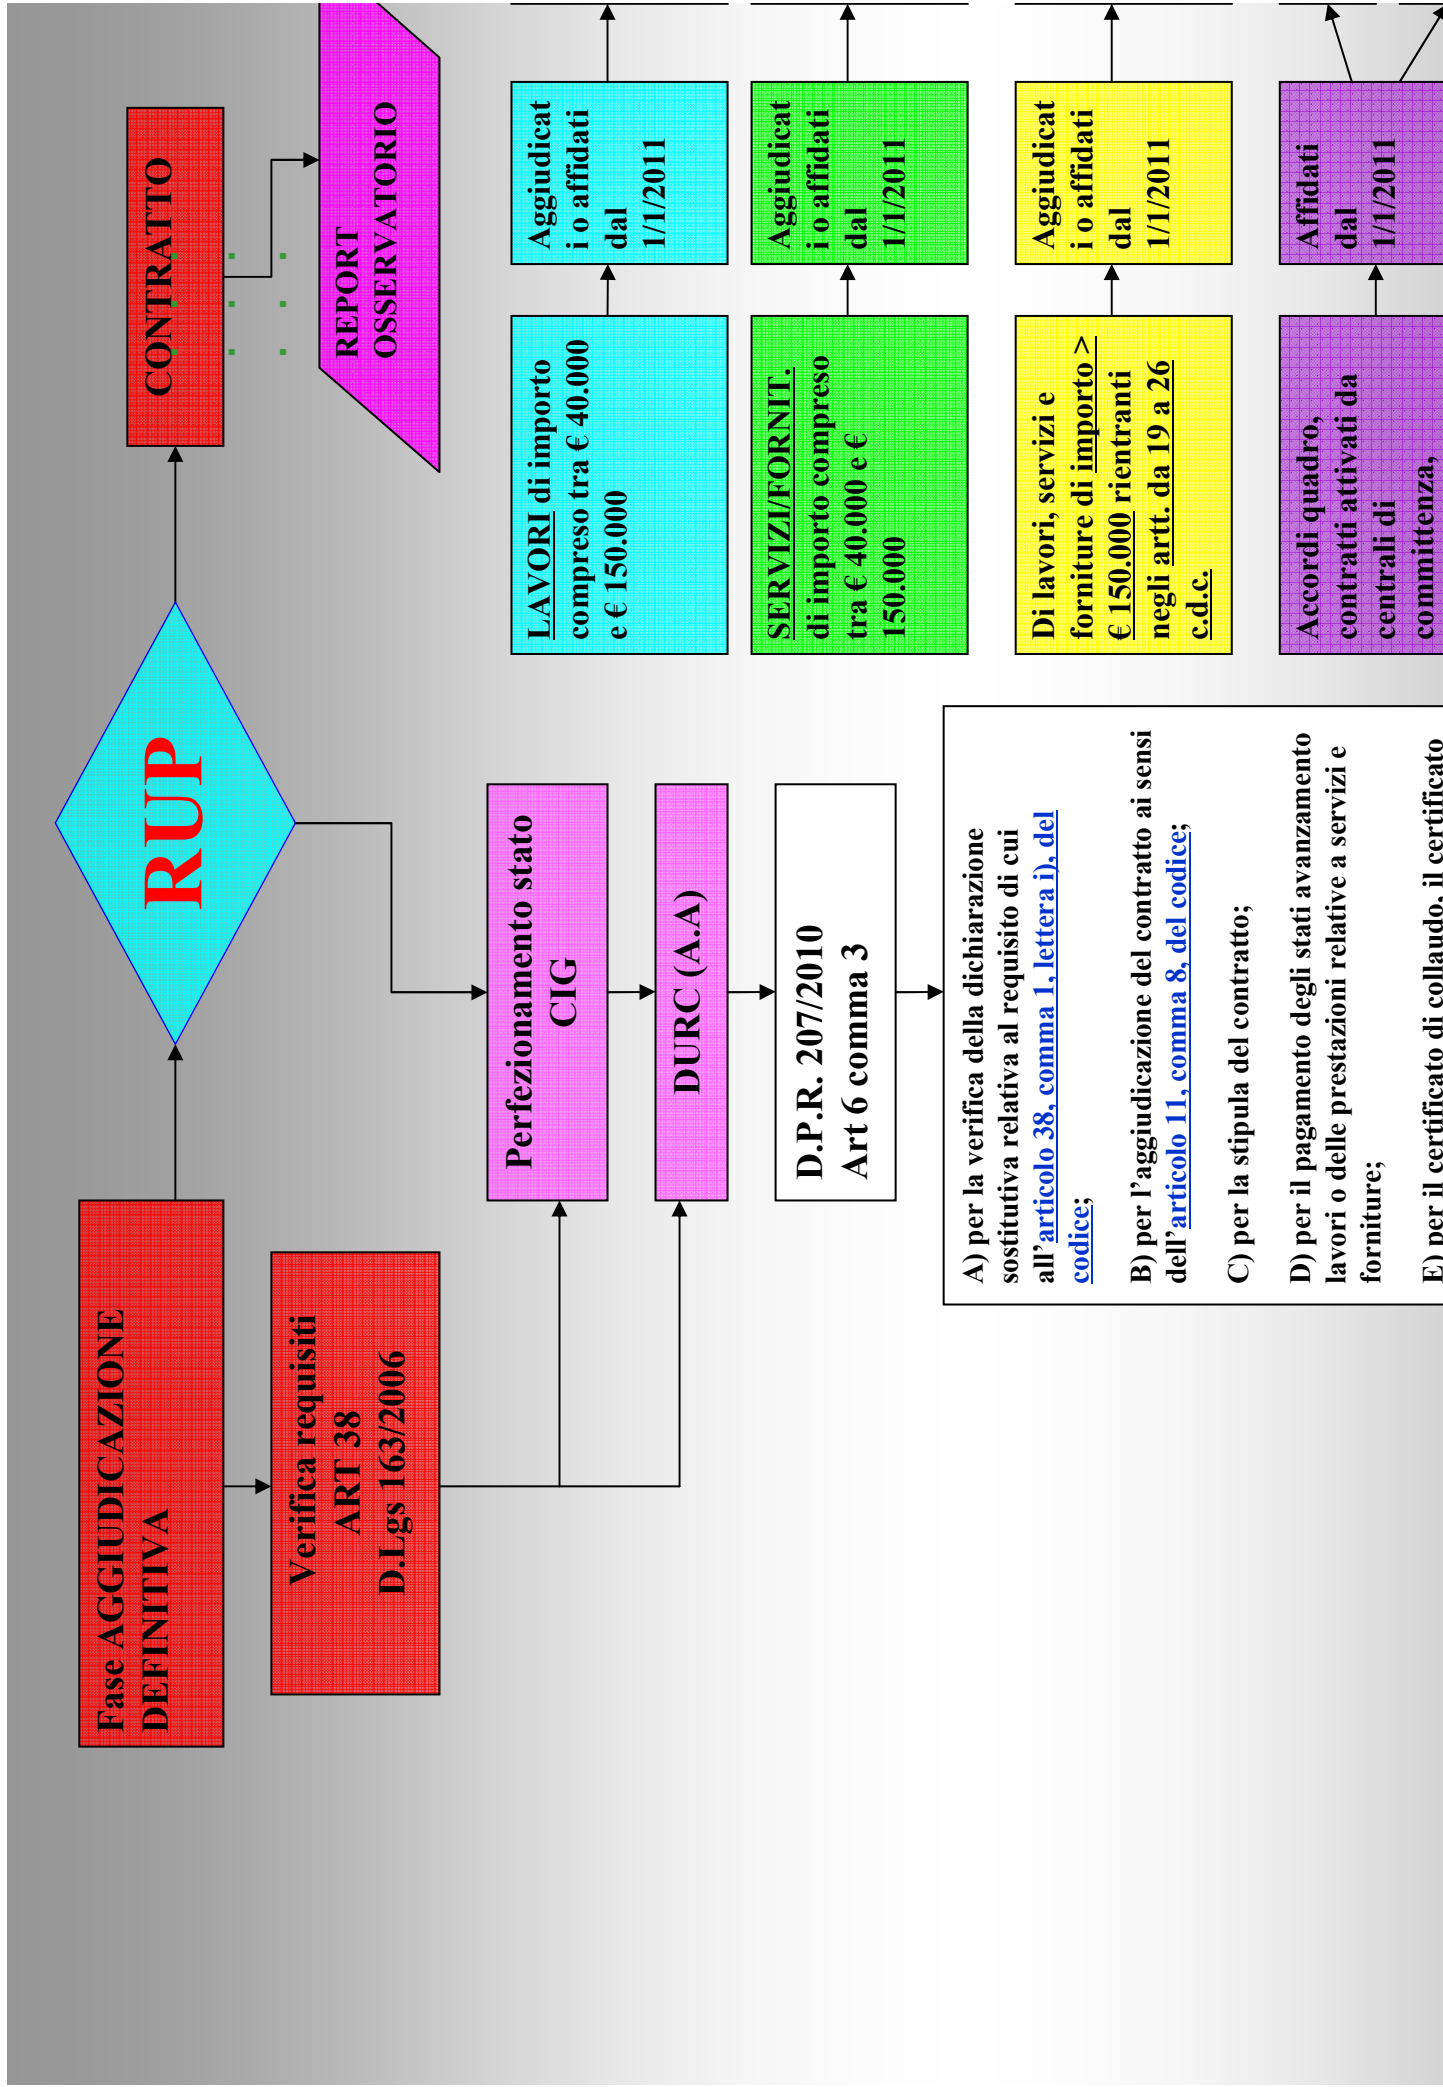 Fase AGGIUDICAZIONE
DEFINITIVA
RUP
CONTRATTO
Verifica requisiti
ART 38
D.Lgs 163/2006
REPORT
OSSERVATORIO
Perfezionamento stato
CIG
DURC (A.A)
D.P.R. 207/2010
Art 6 comma 3
A) per la verifica della dichiarazione
sostitutiva relativa al requisito di cui
all'articolo 38, comma 1, lettera i), del
codice;
B) per l'aggiudicazione del contratto ai sensi
dell'articolo 11, comma 8, del codice;
C) per la stipula del contratto;
D) per il pagamento degli stati avanzamento
lavori o delle prestazioni relative a servizi e
forniture;
E) per il certificato di collaudo, il certificato
LAVORI di importo
compreso tra € 40.000
e € 150.000
Aggiudicat
i o affidati
dal
1/1/2011
SERVIZI/FORNIT.
di importo compreso
tra € 40.000 e €
150.000
Aggiudicat
i o affidati
dal
1/1/2011
Di lavori, servizi e
forniture di importo >
€ 150.000 rientranti
negli artt. da 19 a 26
c.d.c.
Aggiudicat
i o affidati
dal
1/1/2011
Accordi quadro,
contratti attivati da
centrali di
committenza,
Affidati
dal
1/1/2011